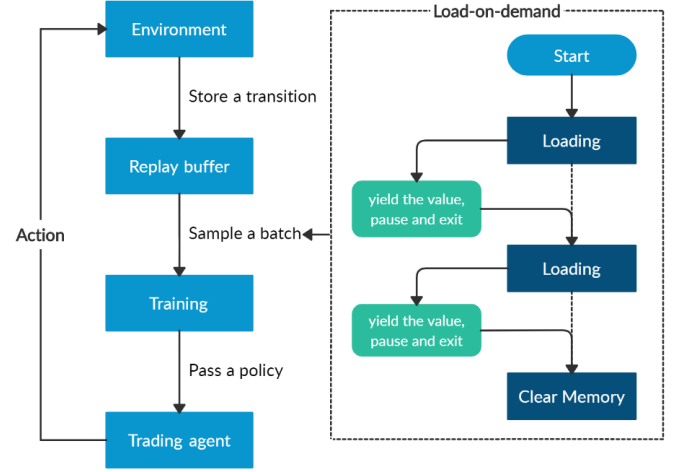 Environment
Store a transition
Replay buffer
Action
Sample a batch
Training
Pass a policy
Trading agent
Load-on-demand
Start
Loading
yield the value,
pause and exit
Loading
yield the value,
pause and exit
Clear Memory